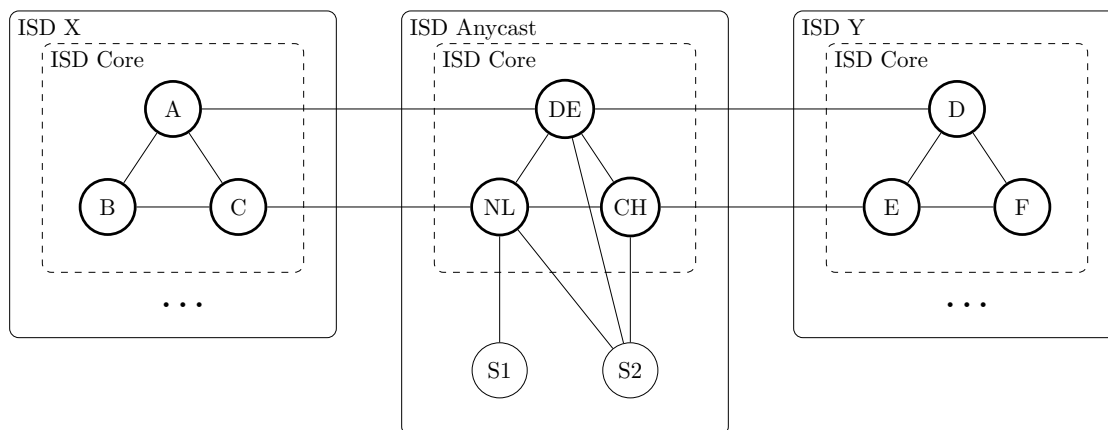 ISD X
ISD Core
A
B
C
. . .
ISD Anycast
ISD Core
DE
NL
CH
S1
S2
ISD Y
ISD Core
D
E
F
. . .